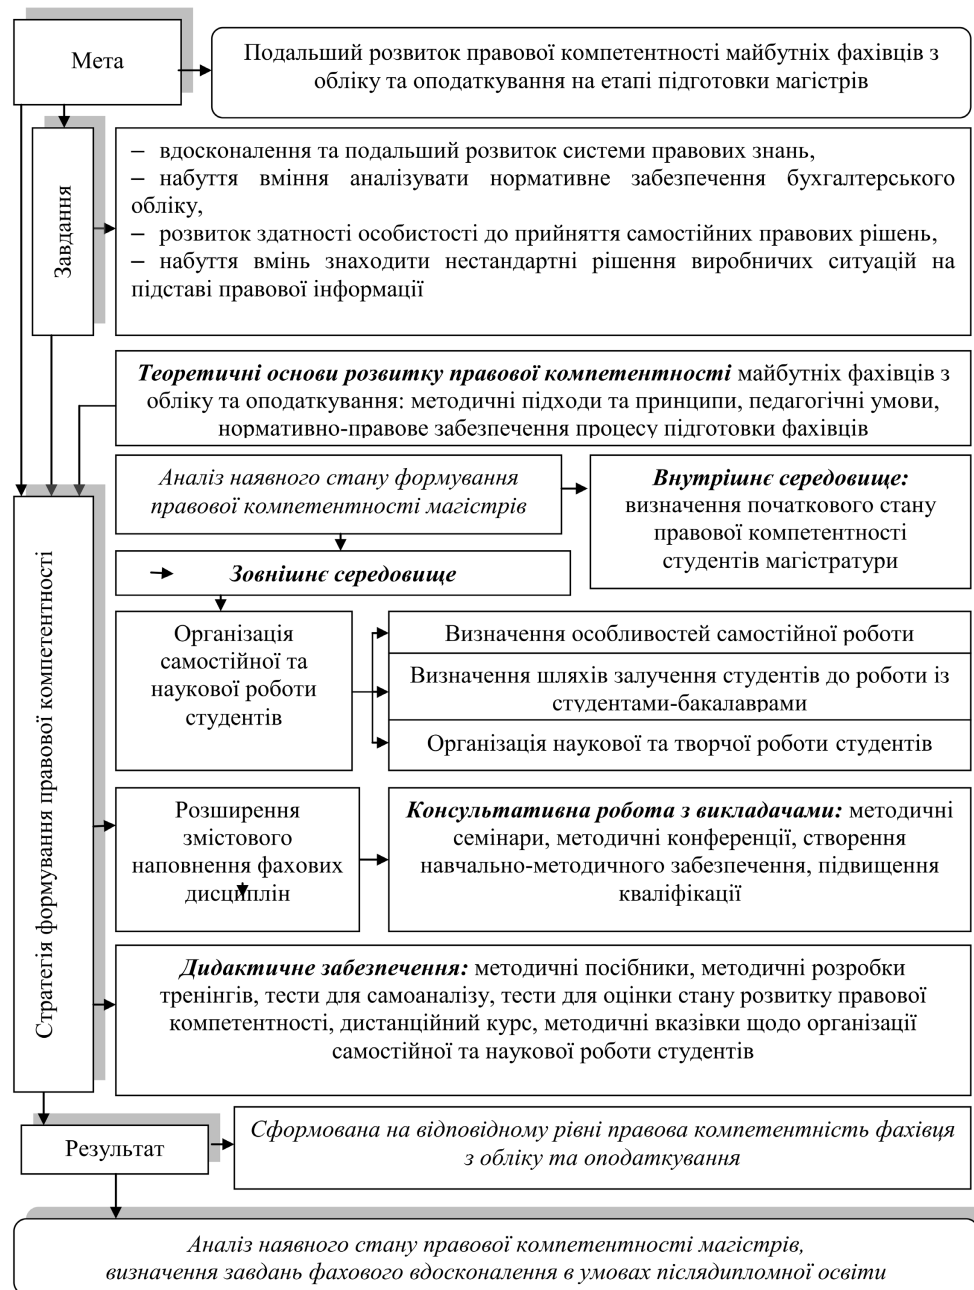 Мета
Подальший розвиток правової компетентності майбутніх фахівців з
обліку та оподаткування на етапі підготовки магістрів
Завдання
– вдосконалення та подальший розвиток системи правових знань,
– набуття вміння аналізувати нормативне забезпечення бухгалтерського
обліку,
– розвиток здатності особистості до прийняття самостійних правових рішень,
– набуття вмінь знаходити нестандартні рішення виробничих ситуацій на
підставі правової інформації
Теоретичні основи розвитку правової компетентності майбутніх фахівців з
обліку та оподаткування: методичні підходи та принципи, педагогічні умови,
нормативно-правове забезпечення процесу підготовки фахівців
Стратегія формування правової компетентності
Аналіз наявного стану формування
правової компетентності магістрів
Внутрішнє середовище:
визначення початкового стану
правової компетентності
студентів магістратури
Зовнішнє середовище
Організація
самостійної та
наукової роботи
студентів
Визначення особливостей самостійної роботи
Визначення шляхів залучення студентів до роботи із
студентами-бакалаврами
Організація наукової та творчої роботи студентів
Розширення
змістового
наповнення фахових
дисциплін
Консультативна робота з викладачами: методичні
семінари, методичні конференції, створення
навчально-методичного забезпечення, підвищення
кваліфікації
Дидактичне забезпечення: методичні посібники, методичні розробки
тренінгів, тести для самоаналізу, тести для оцінки стану розвитку правової
компетентності, дистанційний курс, методичні вказівки щодо організації
самостійної та наукової роботи студентів
Результат
Сформована на відповідному рівні правова компетентність фахівця
з обліку та оподаткування
Аналіз наявного стану правової компетентності магістрів,
визначення завдань фахового вдосконалення в умовах післядипломної освіти